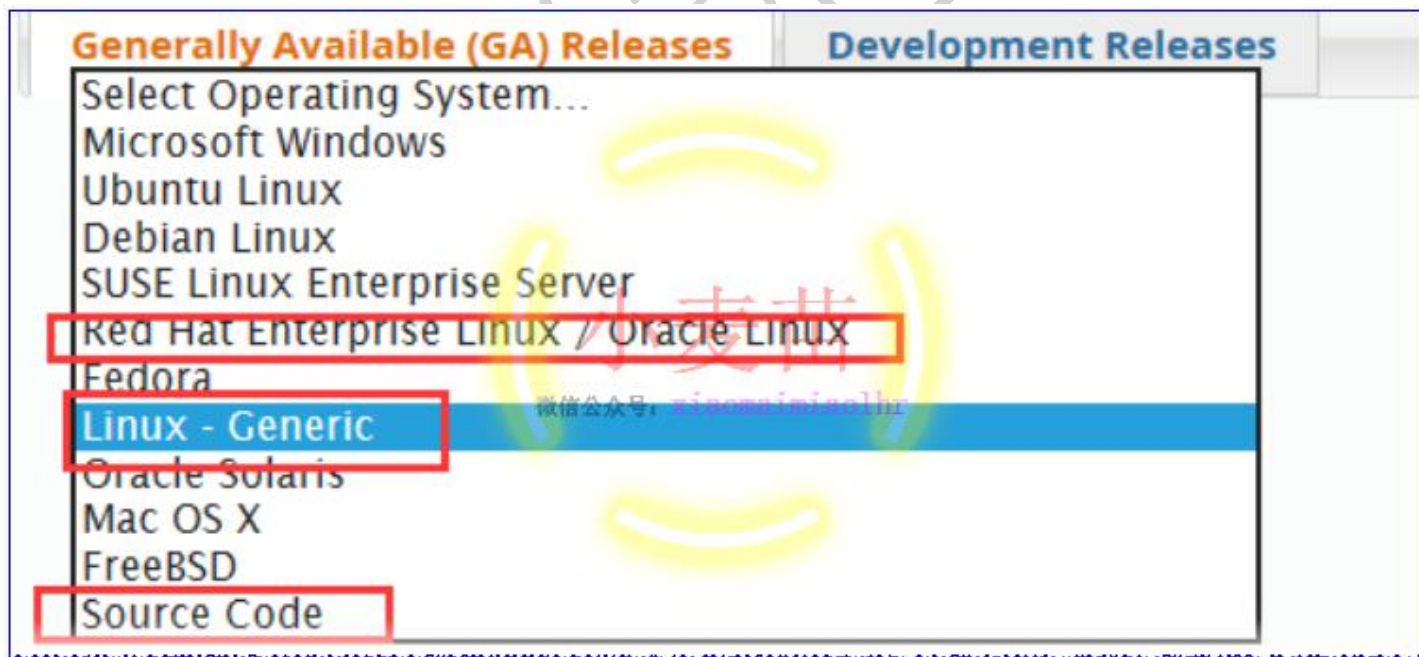 Generally Available (GA) Releases Development Releases
Select Operating System...
Microsoft Windows
Ubuntu Linux
Debian Linux
SUSE Linux Enterprise Server
Red Hat Enterprise Linux / Oracle Linux
小麦苗
Fedora
微信公众号：xiaomaimiaolhr
Linux - Generic
Oracle Solaris
Mac OS X
FreeBSD
Source Code